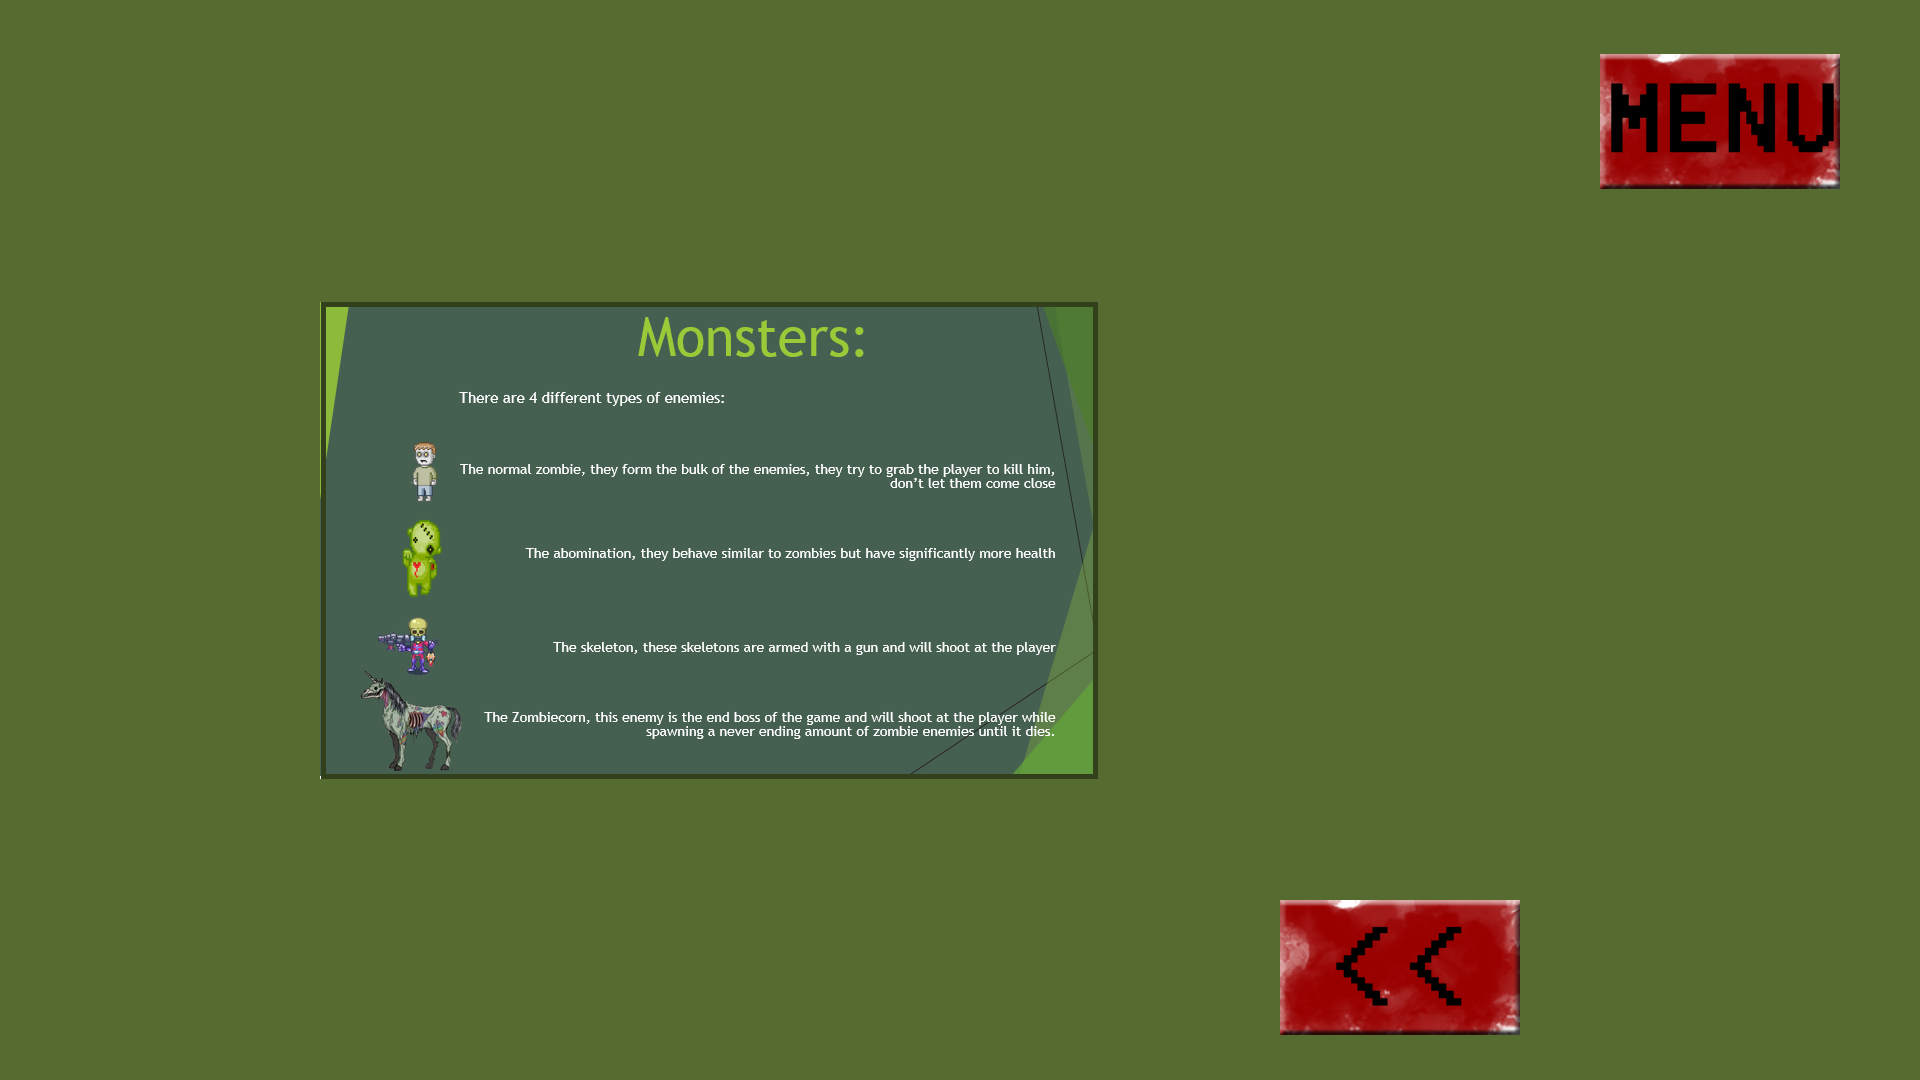 MENU
Monsters:
There are 4 different types of enemies:
The normal zombie, they form the bulk of the enemies, they try to grab the player to kill him,
don’t let them come close
The abomination, they behave similar to zombies but have significantly more health
The skeleton, these skeletons are armed with a gun and will shoot at the player
The Zombiecorn, this enemy is the end boss of the game and will shoot at the player while
spawning a never ending amount of zombie enemies until it dies.
<<